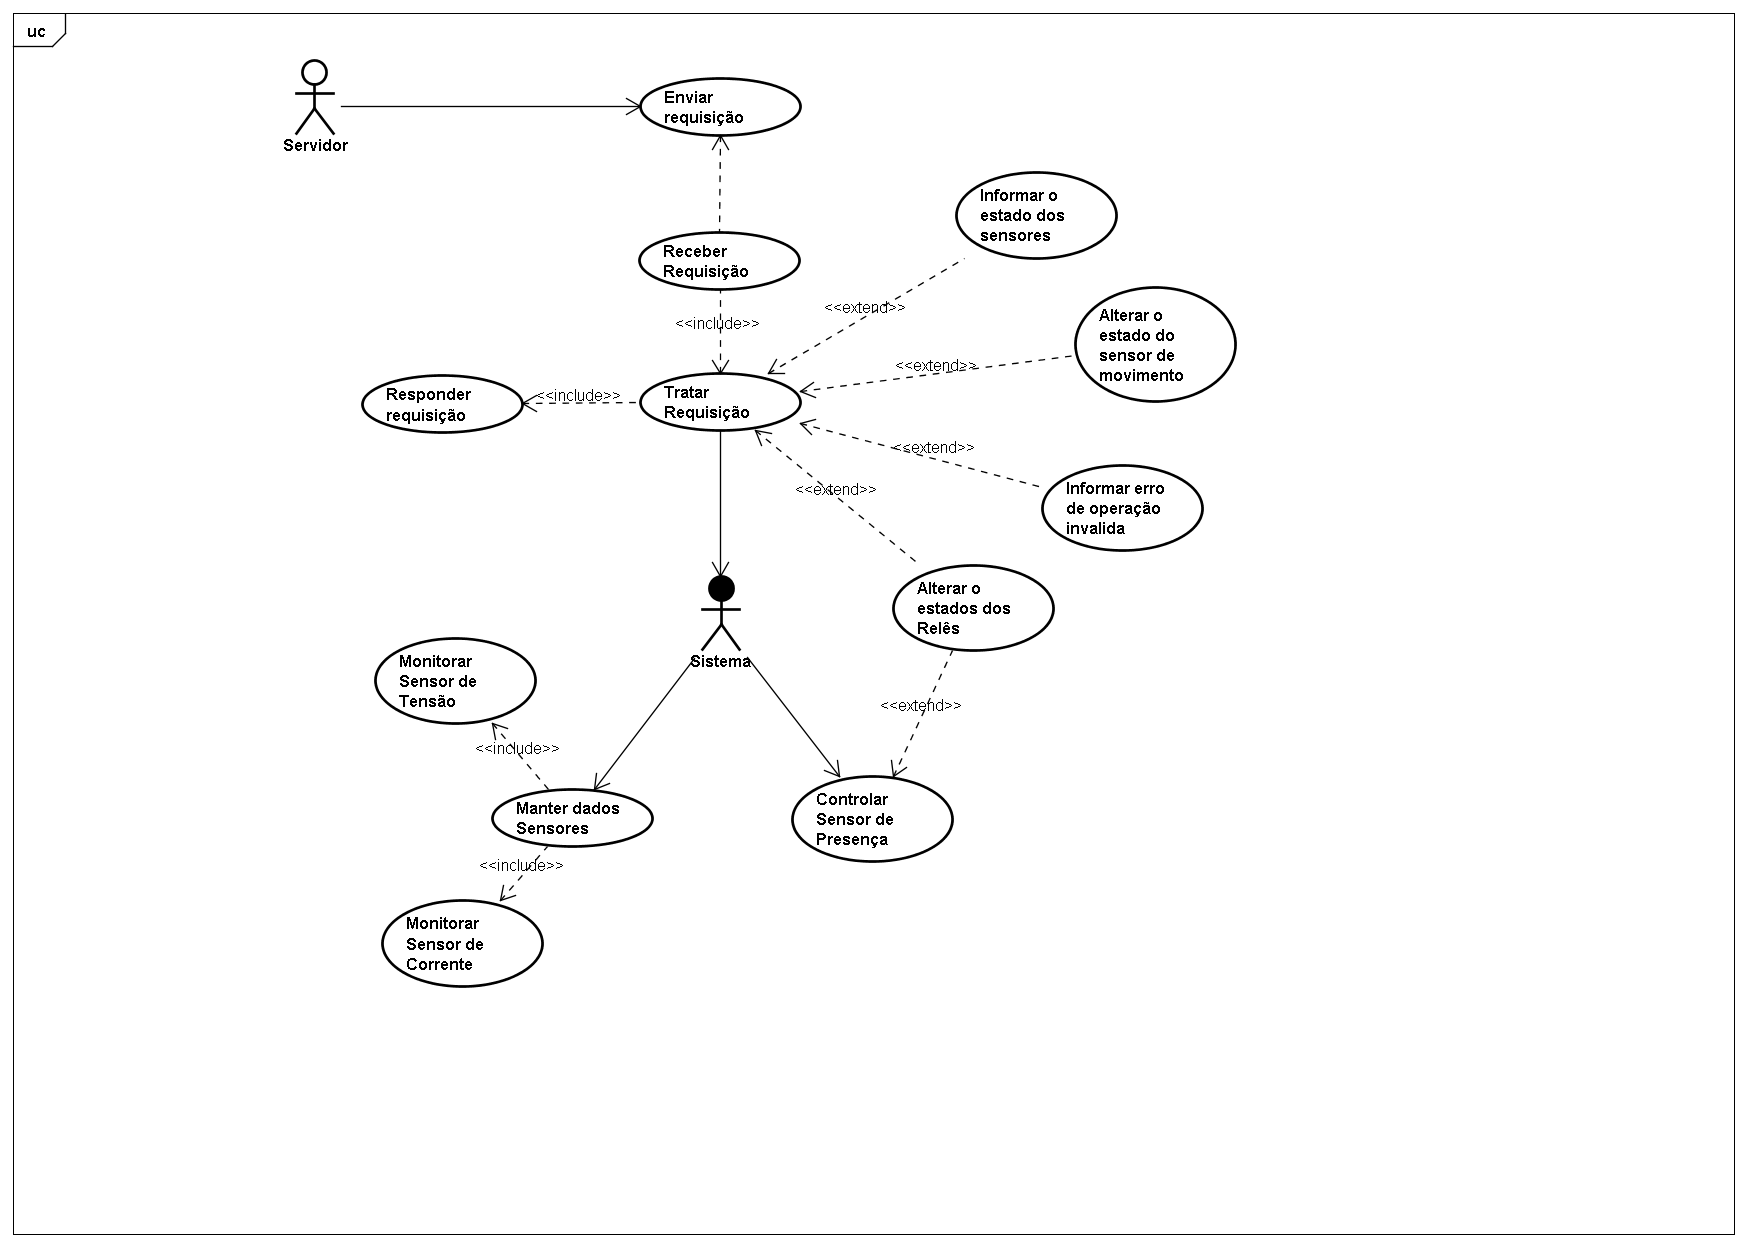 uc
Servidor
Enviar
requisição
Informar o
estado dos
sensores
Receber
Requisição
<<extend>>
<<include>>
Alterar o
estado do
sensor de
movimento
<<extend>>
Responder
requisição
<<include>>
Tratar
Requisição
<<extend>>
<<extend>>
Informar erro
de operação
invalida
Alterar o
estados dos
Relês
Sistema
Monitorar
Sensor de
Tensão
<<extend>>
<<include>>
Manter dados
Sensores
Controlar
Sensor de
Presença
<<include>>
Monitorar
Sensor de
Corrente